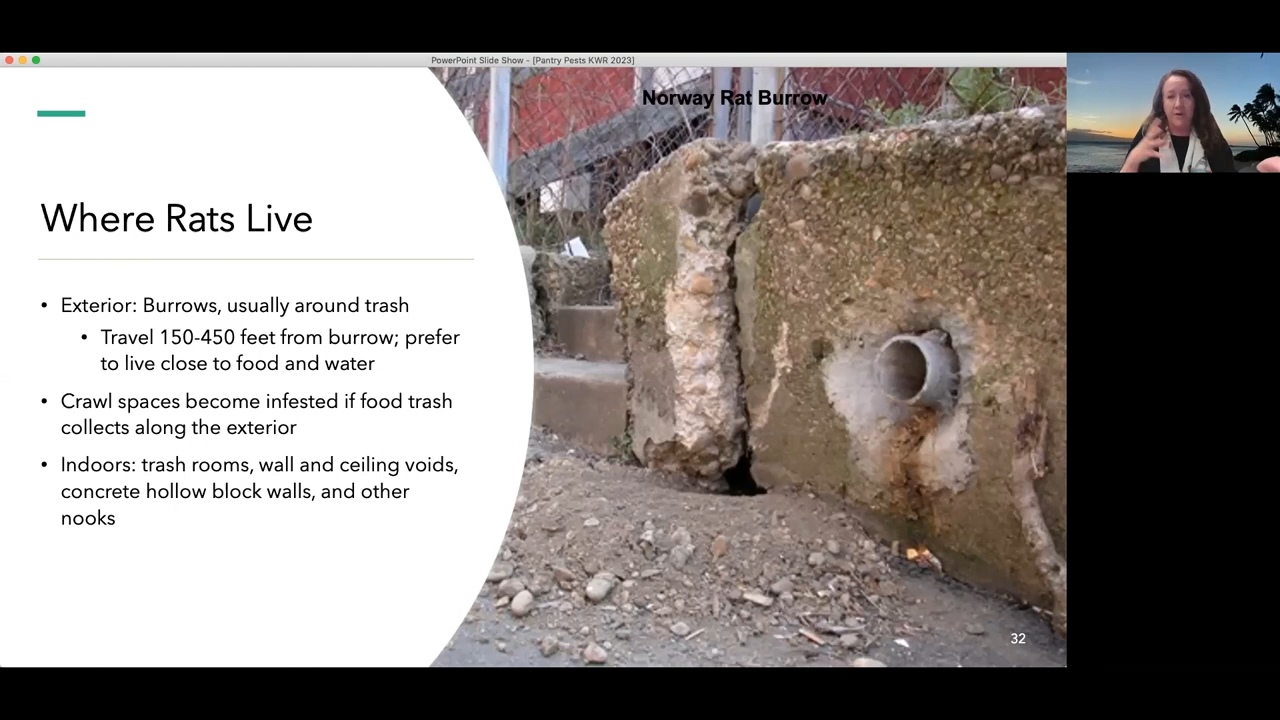 PowerPoint Slide Show - [Pantry Pests KWR 2023]
Norway Rat Burrow
Where Rats Live
• Exterior: Burrows, usually around trash
• Travel 150-450 feet from burrow; prefer
to live close to food and water
• Crawl spaces become infested if food trash
collects along the exterior
• Indoors: trash rooms, wall and ceiling voids,
concrete hollow block walls, and other
nooks
32